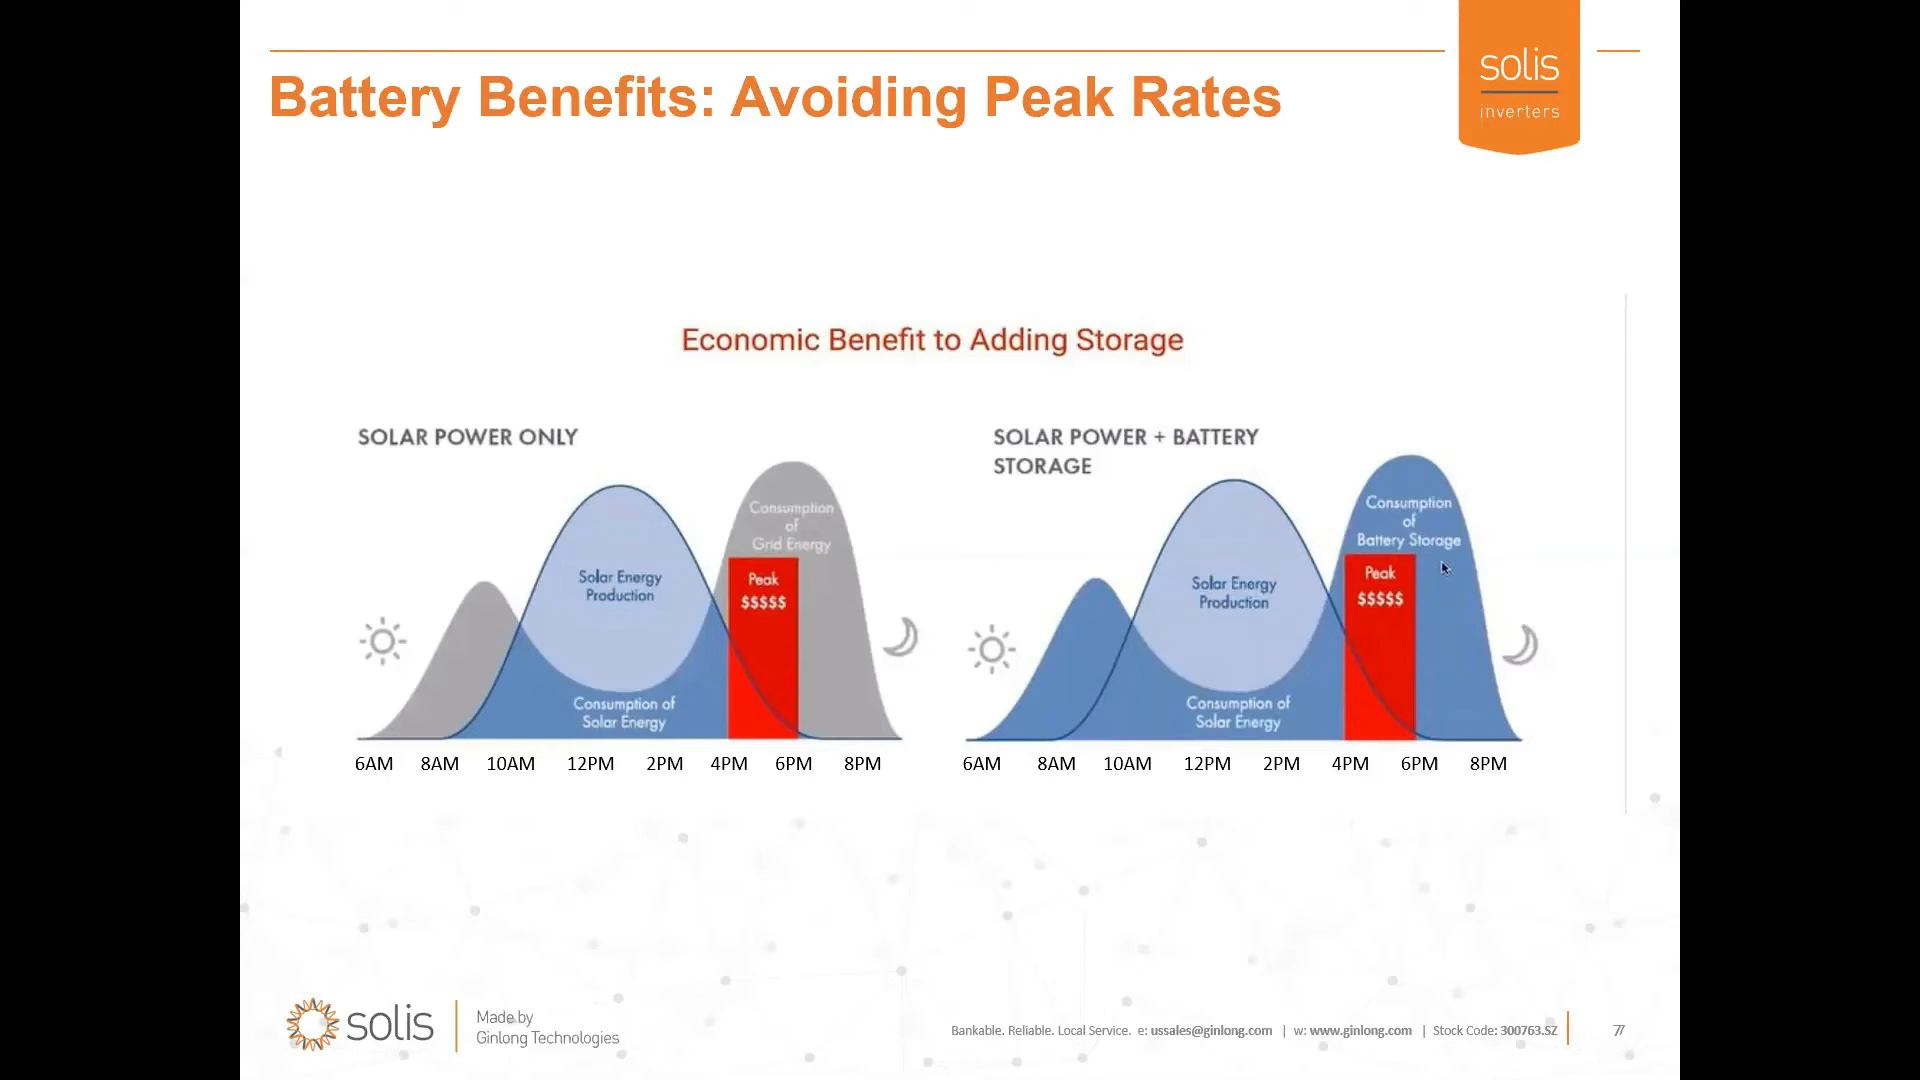 Battery Benefits: Avoiding Peak Rates
solis
inverters
Economic Benefit to Adding Storage
SOLAR POWER ONLY
Consumption
of
Grid Energy
Solar Energy
Production
Peak
$$$$$
Consumption of
Solar Energy
6AM 8AM 10AM 12PM 2PM 4PM 6PM 8PM
SOLAR POWER + BATTERY
STORAGE
Consumption
of
Battery Storage
Solar Energy
Production
Peak
$$$$$
Consumption of
Solar Energy
6AM 8AM 10AM 12PM 2PM 4PM 6PM 8PM
solis
Made by
Ginlong Technologies
Bankable. Reliable. Local Service. e: ussales@ginlong.com | w: www.ginlong.com | Stock Code: 300763.SZ
77